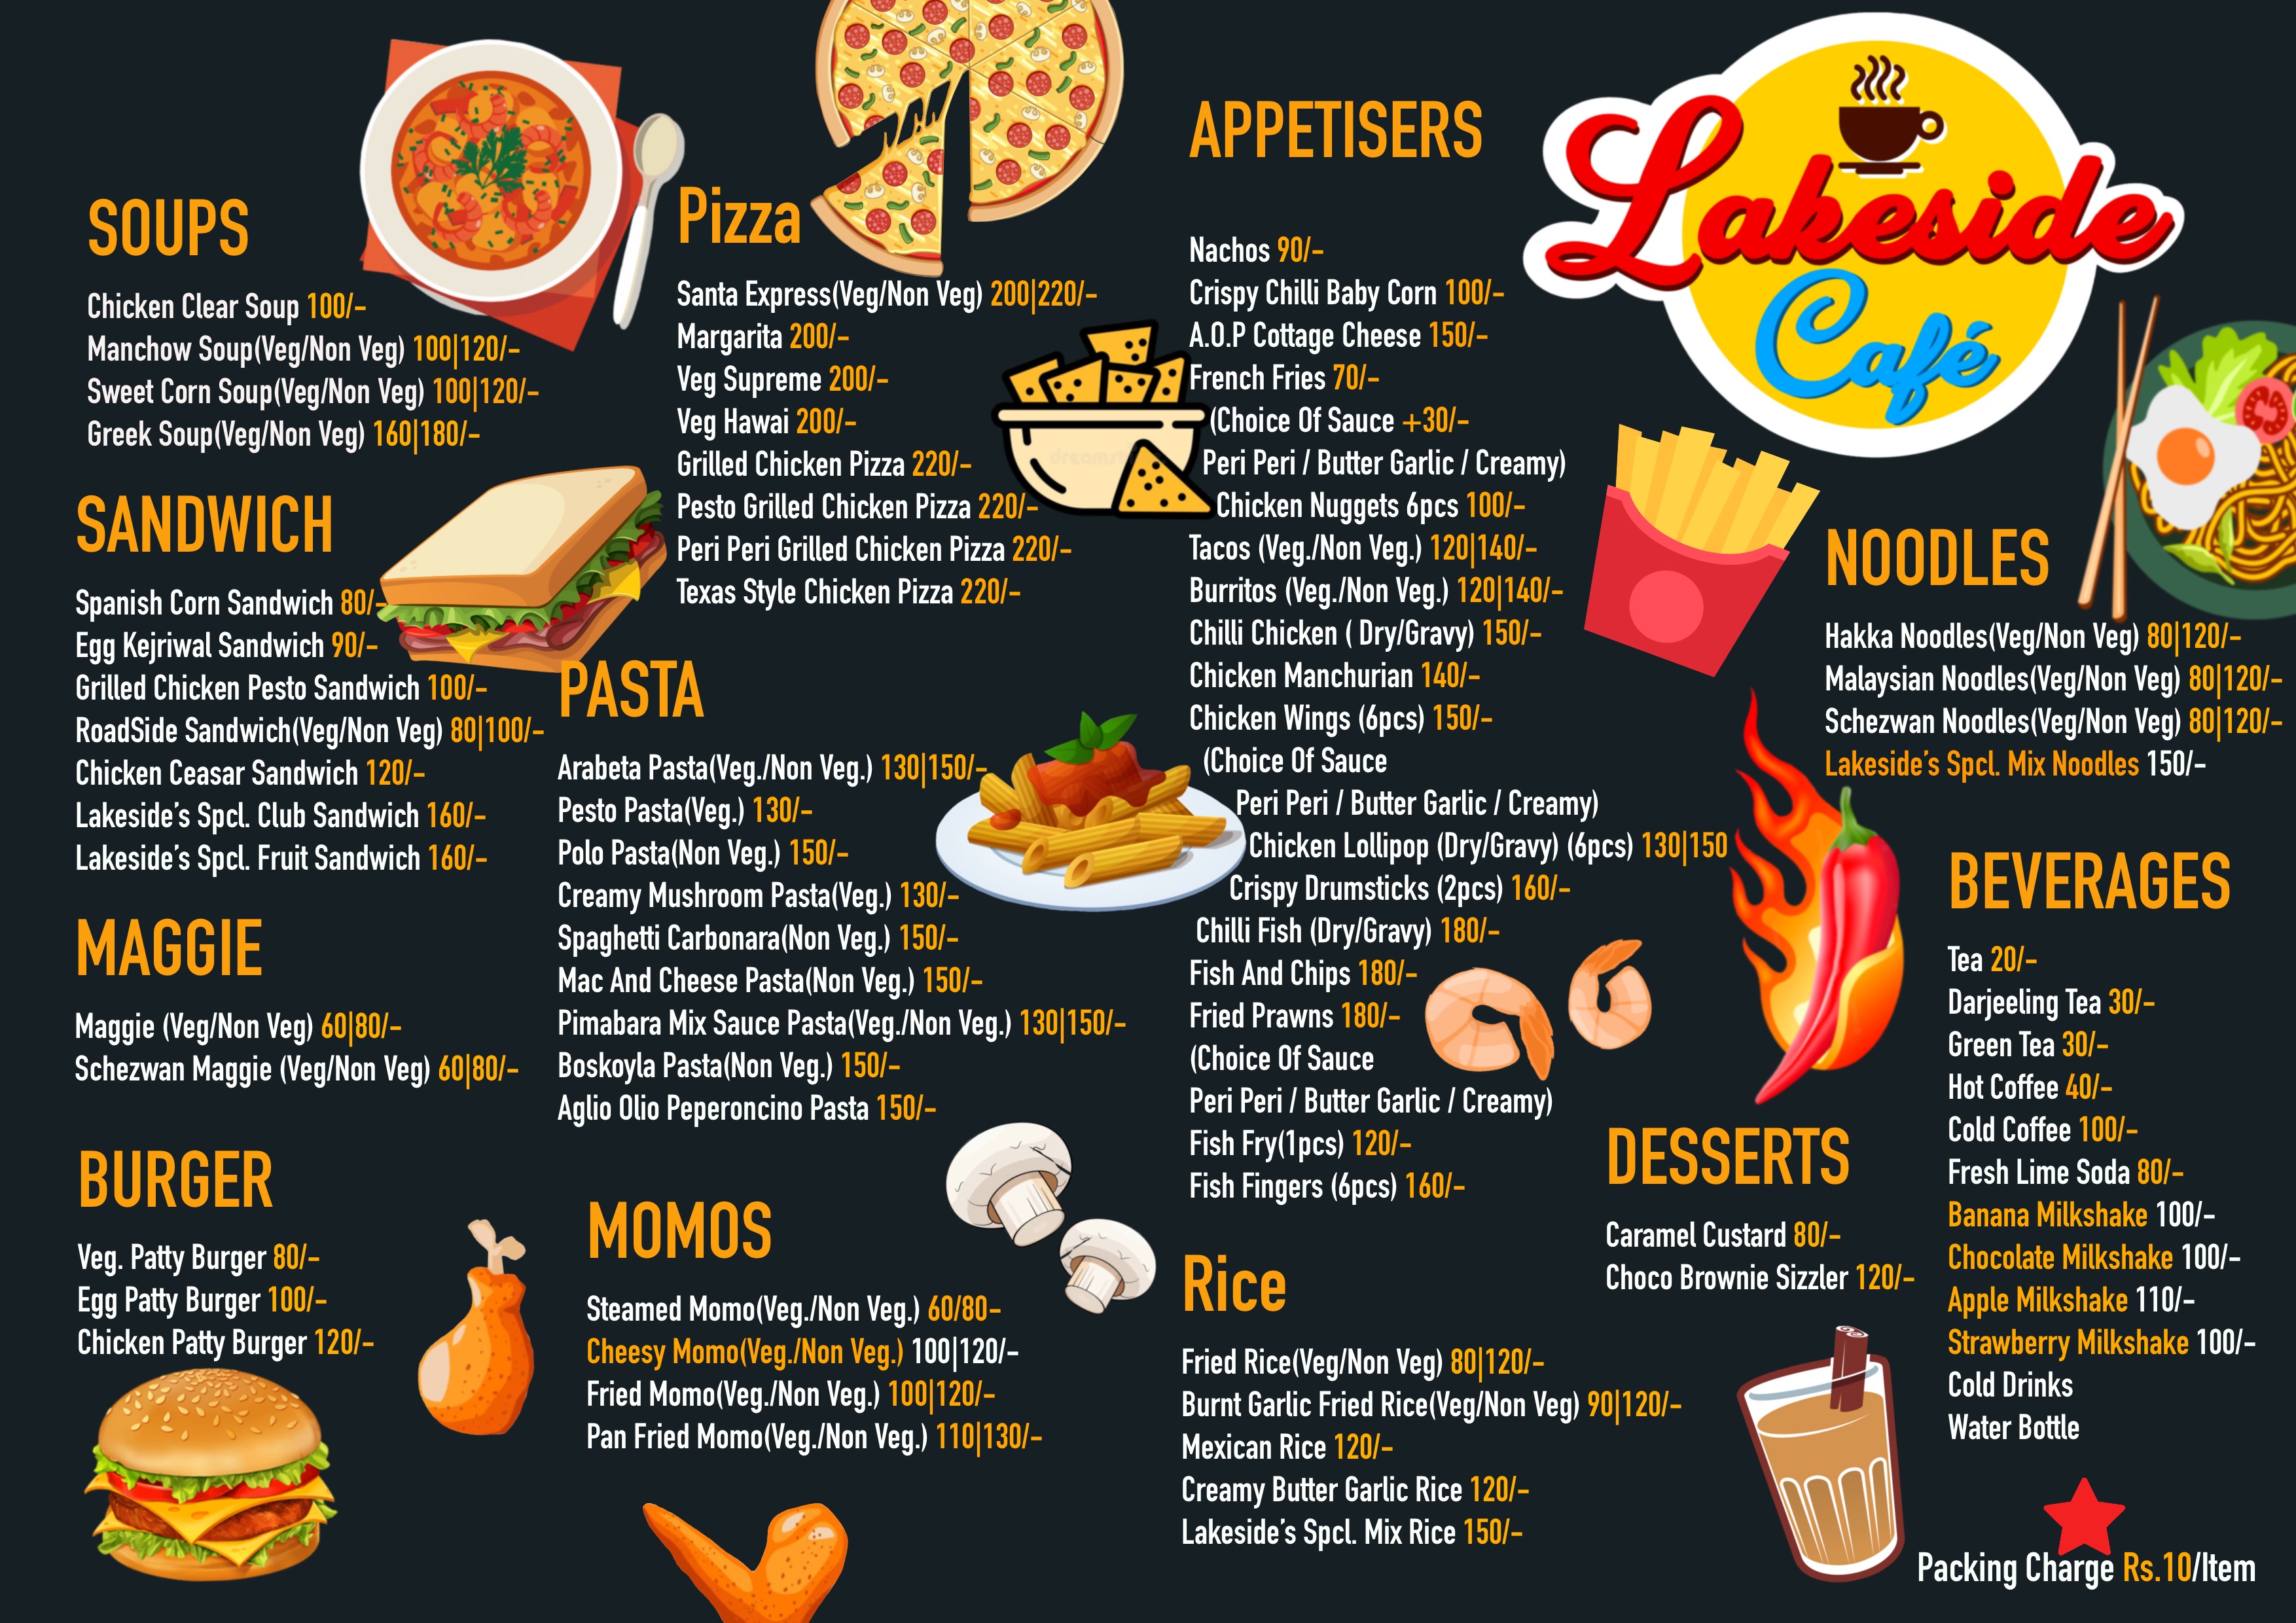 SOUPS
Chicken Clear Soup 100/-
Manchow Soup(Veg/Non Veg) 100|120/-
Sweet Corn Soup(Veg/Non Veg) 100|120/-
Greek Soup(Veg/Non Veg) 160|180/-
SANDWICH
Spanish Corn Sandwich 80/-
Egg Kejriwal Sandwich 90/-
Grilled Chicken Pesto Sandwich 100/-
RoadSide Sandwich(Veg/Non Veg) 80|100/-
Chicken Ceasar Sandwich 120/-
Lakeside's Spcl. Club Sandwich 160/-
Lakeside's Spcl. Fruit Sandwich 160/-
MAGGIE
Maggie (Veg/Non Veg) 60|80/-
Schezwan Maggie (Veg/Non Veg) 60|80/-
BURGER
Veg. Patty Burger 80/-
Egg Patty Burger 100/-
Chicken Patty Burger 120/-
Pizza
Santa Express(Veg/Non Veg) 200|220/-
Margarita 200/-
Veg Supreme 200/-
Veg Hawai 200/-
Grilled Chicken Pizza 220/-
Pesto Grilled Chicken Pizza 220/-
Peri Peri Grilled Chicken Pizza 220/-
Texas Style Chicken Pizza 220/-
PASTA
Arabeta Pasta(Veg./Non Veg.) 130|150/-
Pesto Pasta(Veg.) 130/-
Polo Pasta(Non Veg.) 150/-
Creamy Mushroom Pasta(Veg.) 130/-
Spaghetti Carbonara(Non Veg.) 150/-
Mac And Cheese Pasta(Non Veg.) 150/-
Pimabara Mix Sauce Pasta(Veg./Non Veg.) 130|150/-
Boskoyla Pasta(Non Veg.) 150/-
Aglio Olio Peperoncino Pasta 150/-
MOMOS
Steamed Momo(Veg./Non Veg.) 60/80-
Cheesy Momo(Veg./Non Veg.) 100|120/-
Fried Momo(Veg./Non Veg.) 100|120/-
Pan Fried Momo(Veg./Non Veg.) 110|130/-
APPETISERS
Nachos 90/-
Crispy Chilli Baby Corn 100/-
A.O.P Cottage Cheese 150/-
French Fries 70/-
(Choice Of Sauce +30/-
Peri Peri / Butter Garlic / Creamy)
Chicken Nuggets 6pcs 100/-
Tacos (Veg./Non Veg.) 120|140/-
Burritos (Veg./Non Veg.) 120|140/-
Chilli Chicken ( Dry/Gravy) 150/-
Chicken Manchurian 140/-
Chicken Wings (6pcs) 150/-
(Choice Of Sauce
Peri Peri / Butter Garlic / Creamy)
Chicken Lollipop (Dry/Gravy) (6pcs) 130|150
Crispy Drumsticks (2pcs) 160/-
Chilli Fish (Dry/Gravy) 180/-
Fish And Chips 180/-
Fried Prawns 180/-
(Choice Of Sauce
Peri Peri / Butter Garlic / Creamy)
Fish Fry(1pcs) 120/-
Fish Fingers (6pcs) 160/-
Rice
Fried Rice(Veg/Non Veg) 80|120/-
Burnt Garlic Fried Rice(Veg/Non Veg) 90|120/-
Mexican Rice 120/-
Creamy Butter Garlic Rice 120/-
Lakeside's Spcl. Mix Rice 150/-
Lakeside
Café
NOODLES
Hakka Noodles(Veg/Non Veg) 80|120/-
Malaysian Noodles(Veg/Non Veg) 80|120/-
Schezwan Noodles(Veg/Non Veg) 80|120/-
Lakeside's Spcl. Mix Noodles 150/-
DESSERTS
Caramel Custard 80/-
Choco Brownie Sizzler 120/-
BEVERAGES
Tea 20/-
Darjeeling Tea 30/-
Green Tea 30/-
Hot Coffee 40/-
Cold Coffee 100/-
Fresh Lime Soda 80/-
Banana Milkshake 100/-
Chocolate Milkshake 100/-
Apple Milkshake 110/-
Strawberry Milkshake 100/-
Cold Drinks
Water Bottle
Packing Charge Rs.10/Item